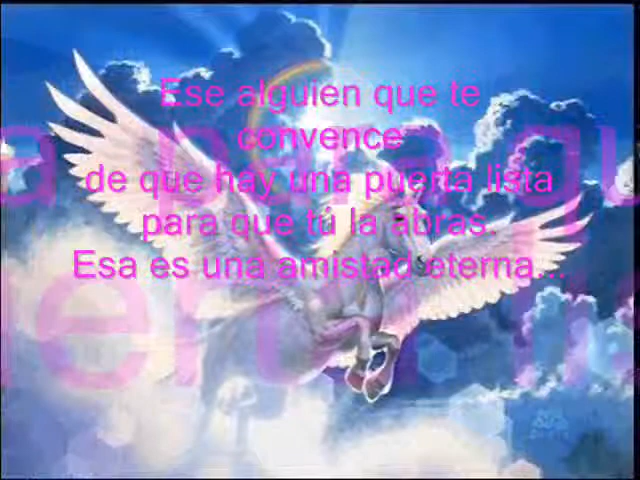 Ese alguien que te
convence
de que hay una puerta lista
para que tú la abras.
Esa es una amistad eterna...